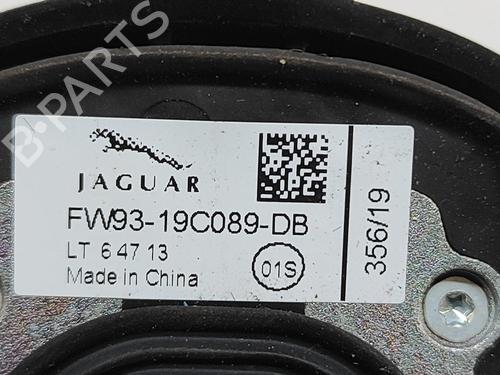 JAGUAR
FW93-19C089-DB
LT 6 47 13
Made in China
01S
356/19
B-PARTS